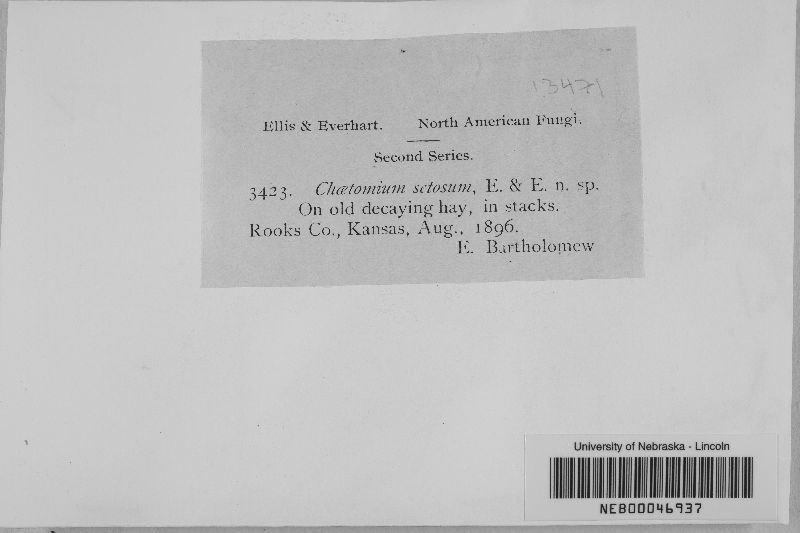 13471
Ellis & Everhart. North American Fungi.
Second Series.
3423. Chætomium setosum, E. & E. n. sp.
On old decaying hay, in stacks.
Rooks Co., Kansas, Aug., 1896.
E. Bartholomew
University of Nebraska - Lincoln
NEB00046937